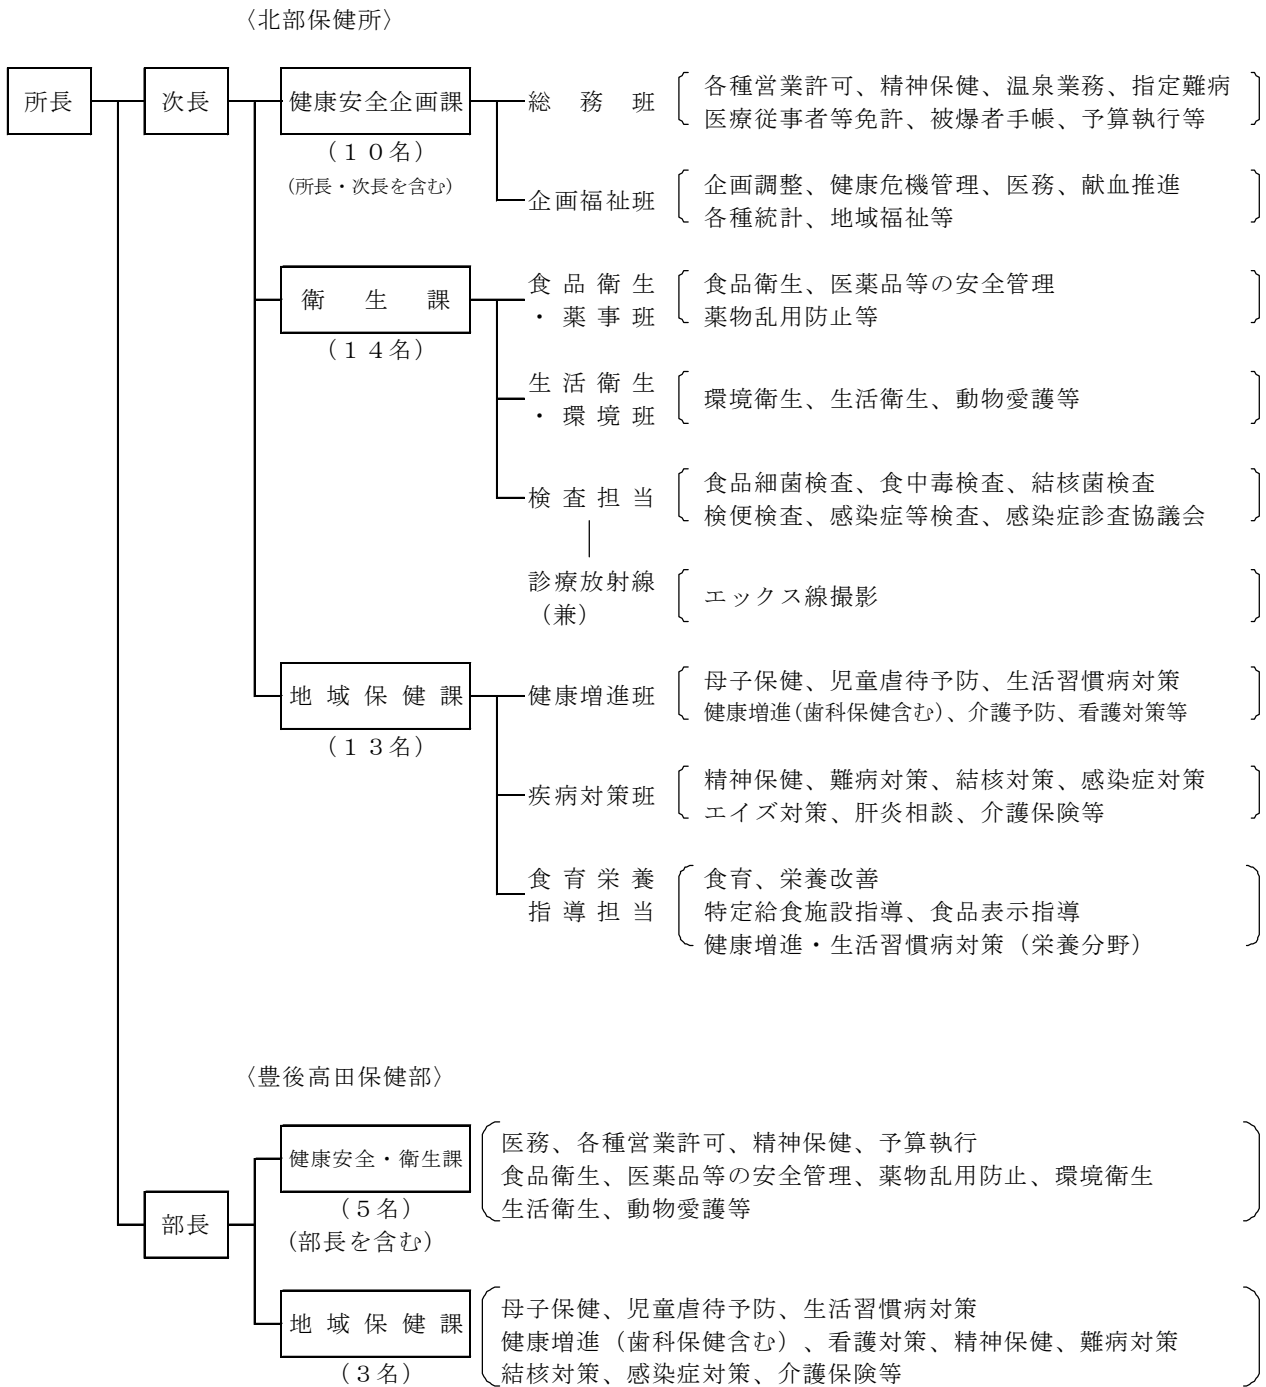 〈北部保健所〉
所長
次長
健康安全企画課
（１０名）
(所長・次長を含む)
総務班
各種営業許可、精神保健、温泉業務、指定難病
医療従事者等免許、被爆者手帳、予算執行等
企画福祉班
企画調整、健康危機管理、医務、献血推進
各種統計、地域福祉等
衛生課
（１４名）
食品衛生
・薬事班
食品衛生、医薬品等の安全管理
薬物乱用防止等
生活衛生
・環境班
環境衛生、生活衛生、動物愛護等
検査担当
食品細菌検査、食中毒検査、結核菌検査
検便検査、感染症等検査、感染症診査協議会
診療放射線
（兼）
エックス線撮影
地域保健課
（１３名）
健康増進班
母子保健、児童虐待予防、生活習慣病対策
健康増進(歯科保健含む)、介護予防、看護対策等
疾病対策班
精神保健、難病対策、結核対策、感染症対策
エイズ対策、肝炎相談、介護保険等
食育栄養
指導担当
食育、栄養改善
特定給食施設指導、食品表示指導
健康増進・生活習慣病対策（栄養分野）
〈豊後高田保健部〉
部長
健康安全・衛生課
（５名）
(部長を含む)
医務、各種営業許可、精神保健、予算執行
食品衛生、医薬品等の安全管理、薬物乱用防止、環境衛生
生活衛生、動物愛護等
地域保健課
（３名）
母子保健、児童虐待予防、生活習慣病対策
健康増進（歯科保健含む）、看護対策、精神保健、難病対策
結核対策、感染症対策、介護保険等